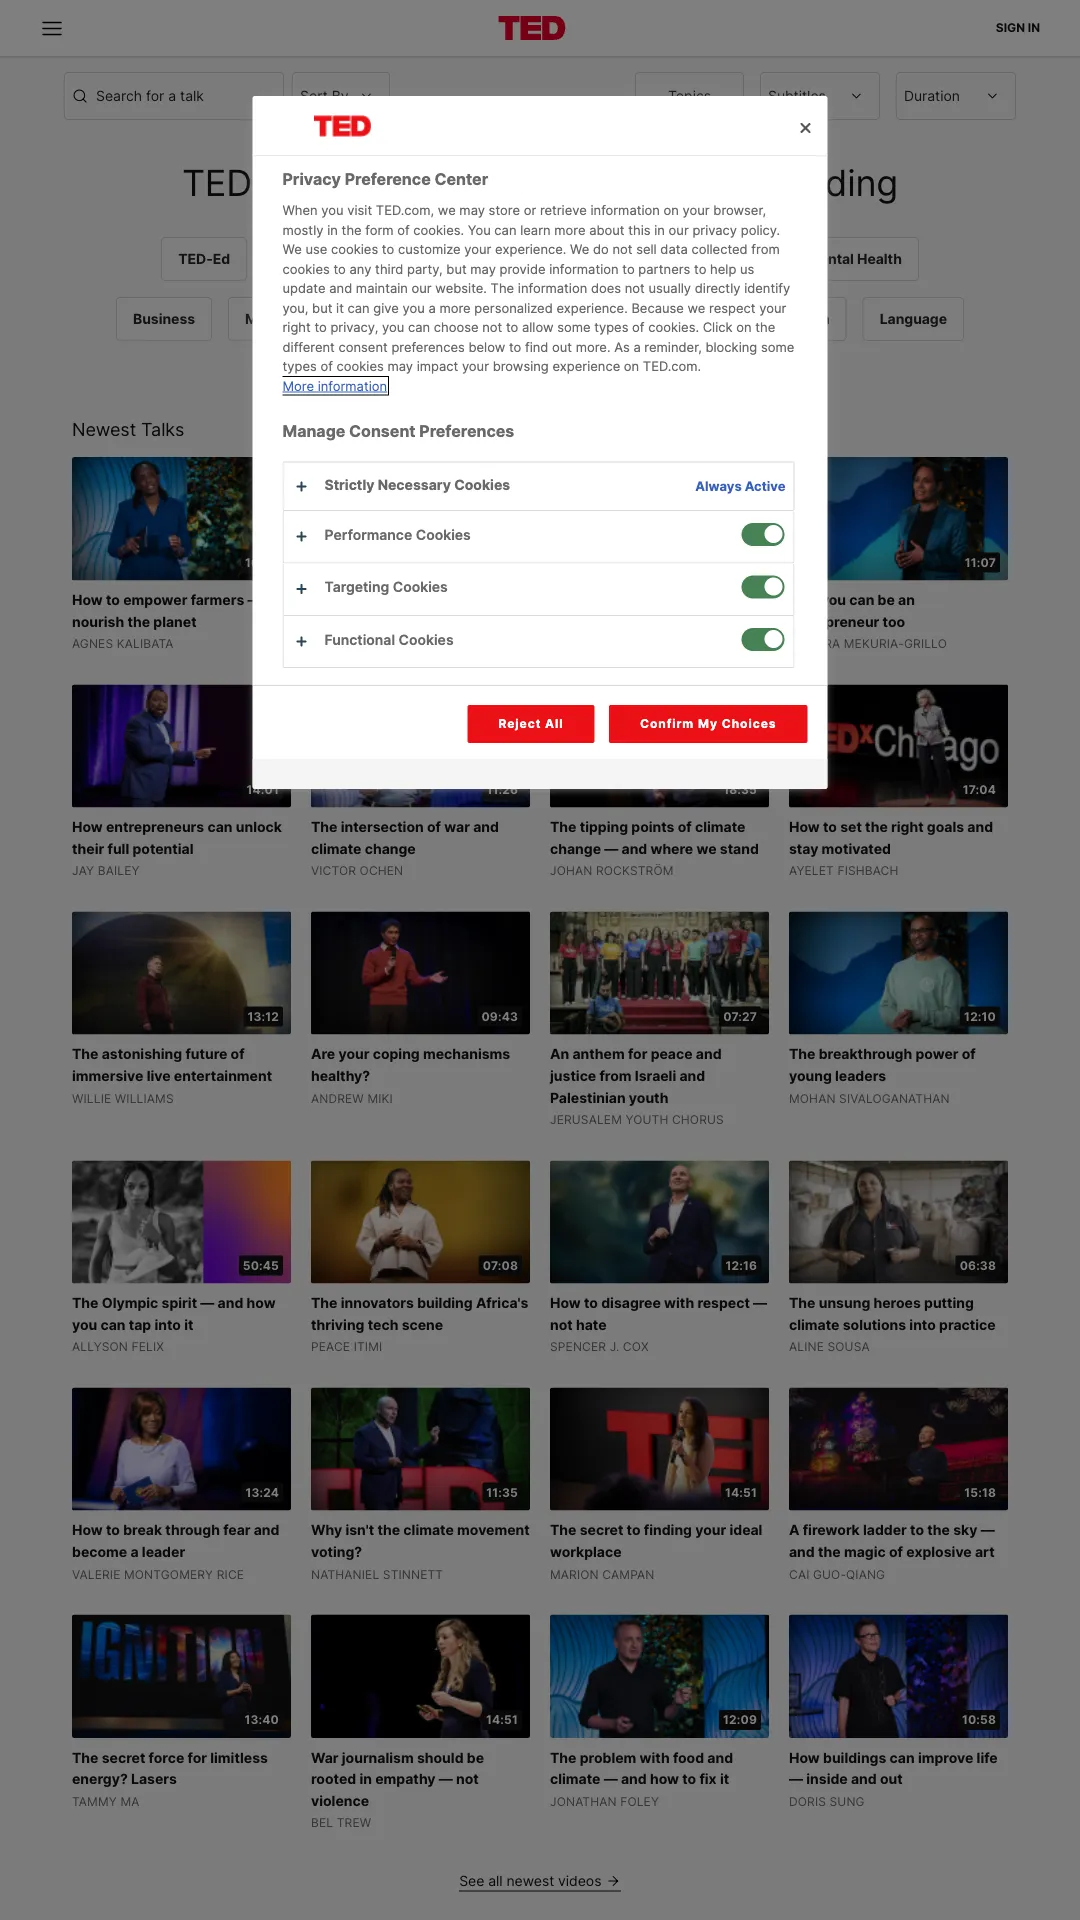 TED
SIGN IN
Search for a talk
Sort By
Topics
Subtitles
Duration
TED
ding
TED-Ed
ntal Health
Business
Language
TED
Privacy Preference Center
When you visit TED.com, we may store or retrieve information on your browser,
mostly in the form of cookies. You can learn more about this in our privacy policy.
We use cookies to customize your experience. We do not sell data collected from
cookies to any third party, but may provide information to partners to help us
update and maintain our website. The information does not usually directly identify
you, but it can give you a more personalized experience. Because we respect your
right to privacy, you can choose not to allow some types of cookies. Click on the
different consent preferences below to find out more. As a reminder, blocking some
types of cookies may impact your browsing experience on TED.com.
More information
Manage Consent Preferences
Strictly Necessary Cookies
Always Active
Performance Cookies
Targeting Cookies
Functional Cookies
Reject All
Confirm My Choices
Newest Talks
11:07
How to empower farmers –
nourish the planet
AGNES KALIBATA
you can be an
preneur too
RA MEKURIA-GRILLO
14:01
11:26
18:35
EDxChicago
17:04
How entrepreneurs can unlock
their full potential
JAY BAILEY
The intersection of war and
climate change
VICTOR OCHEN
The tipping points of climate
change — and where we stand
JOHAN ROCKSTRÖM
How to set the right goals and
stay motivated
AYELET FISHBACH
13:12
09:43
07:27
12:10
The astonishing future of
immersive live entertainment
WILLIE WILLIAMS
Are your coping mechanisms
healthy?
ANDREW MIKI
An anthem for peace and
justice from Israeli and
Palestinian youth
JERUSALEM YOUTH CHORUS
The breakthrough power of
young leaders
MOHAN SIVALOGANATHAN
50:45
07:08
12:16
06:38
The Olympic spirit — and how
you can tap into it
ALLYSON FELIX
The innovators building Africa's
thriving tech scene
PEACE ITIMI
How to disagree with respect —
not hate
SPENCER J. COX
The unsung heroes putting
climate solutions into practice
ALINE SOUSA
13:24
TED
11:35
TE
14:51
15:18
How to break through fear and
become a leader
VALERIE MONTGOMERY RICE
Why isn't the climate movement
voting?
NATHANIEL STINNETT
The secret to finding your ideal
workplace
MARION CAMPAN
A firework ladder to the sky —
and the magic of explosive art
CAI GUO-QIANG
IGNITION
13:40
14:51
12:09
10:58
The secret force for limitless
energy? Lasers
TAMMY MA
War journalism should be
rooted in empathy — not
violence
BEL TREW
The problem with food and
climate — and how to fix it
JONATHAN FOLEY
How buildings can improve life
— inside and out
DORIS SUNG
See all newest videos →